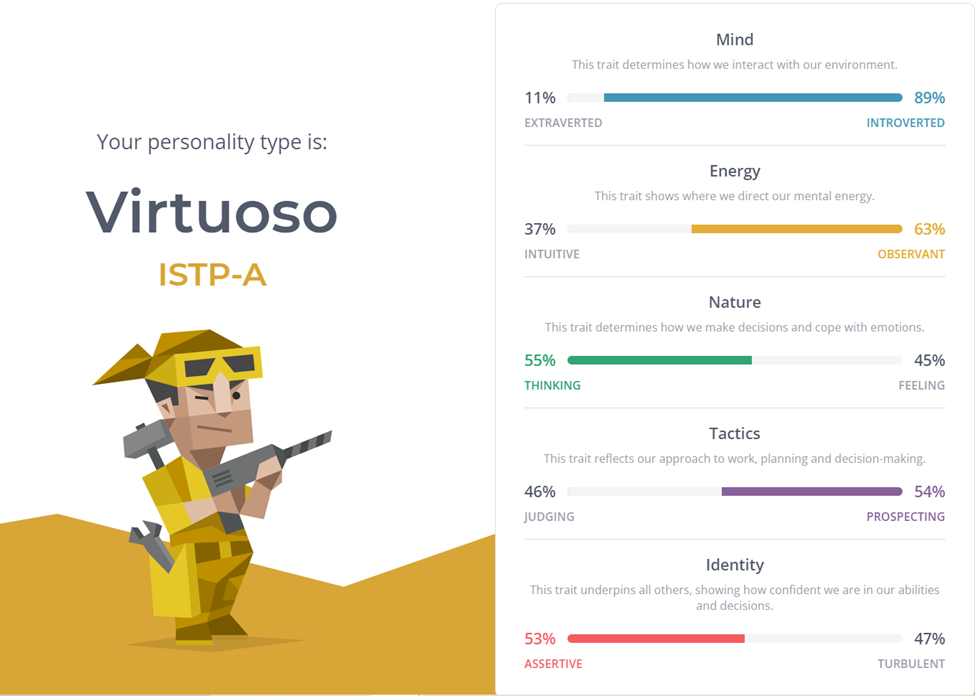 Your personality type is:
Virtuoso
ISTP-A
Mind
This trait determines how we interact with our environment.
11% 89%
EXTRAVERTED INTROVERTED
Energy
This trait shows where we direct our mental energy.
37% 63%
INTUITIVE OBSERVANT
Nature
This trait determines how we make decisions and cope with emotions.
55% 45%
THINKING FEELING
Tactics
This trait reflects our approach to work, planning and decision-making.
46% 54%
JUDGING PROSPECTING
Identity
This trait underpins all others, showing how confident we are in our abilities
and decisions.
53% 47%
ASSERTIVE TURBULENT